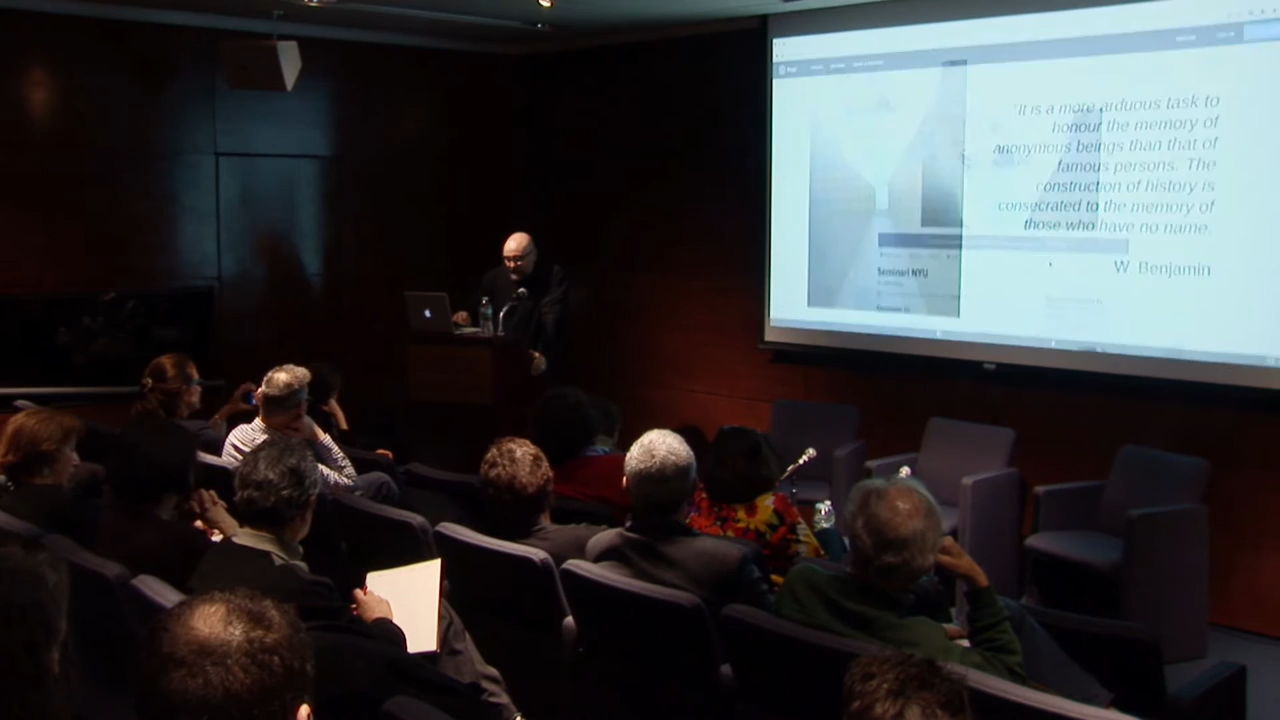 "It is a more arduous task to
honour the memory of
anonymous beings than that of
famous persons. The
construction of history is
consecrated to the memory of
those who have no name.
W. Benjamin
Seminari NYU